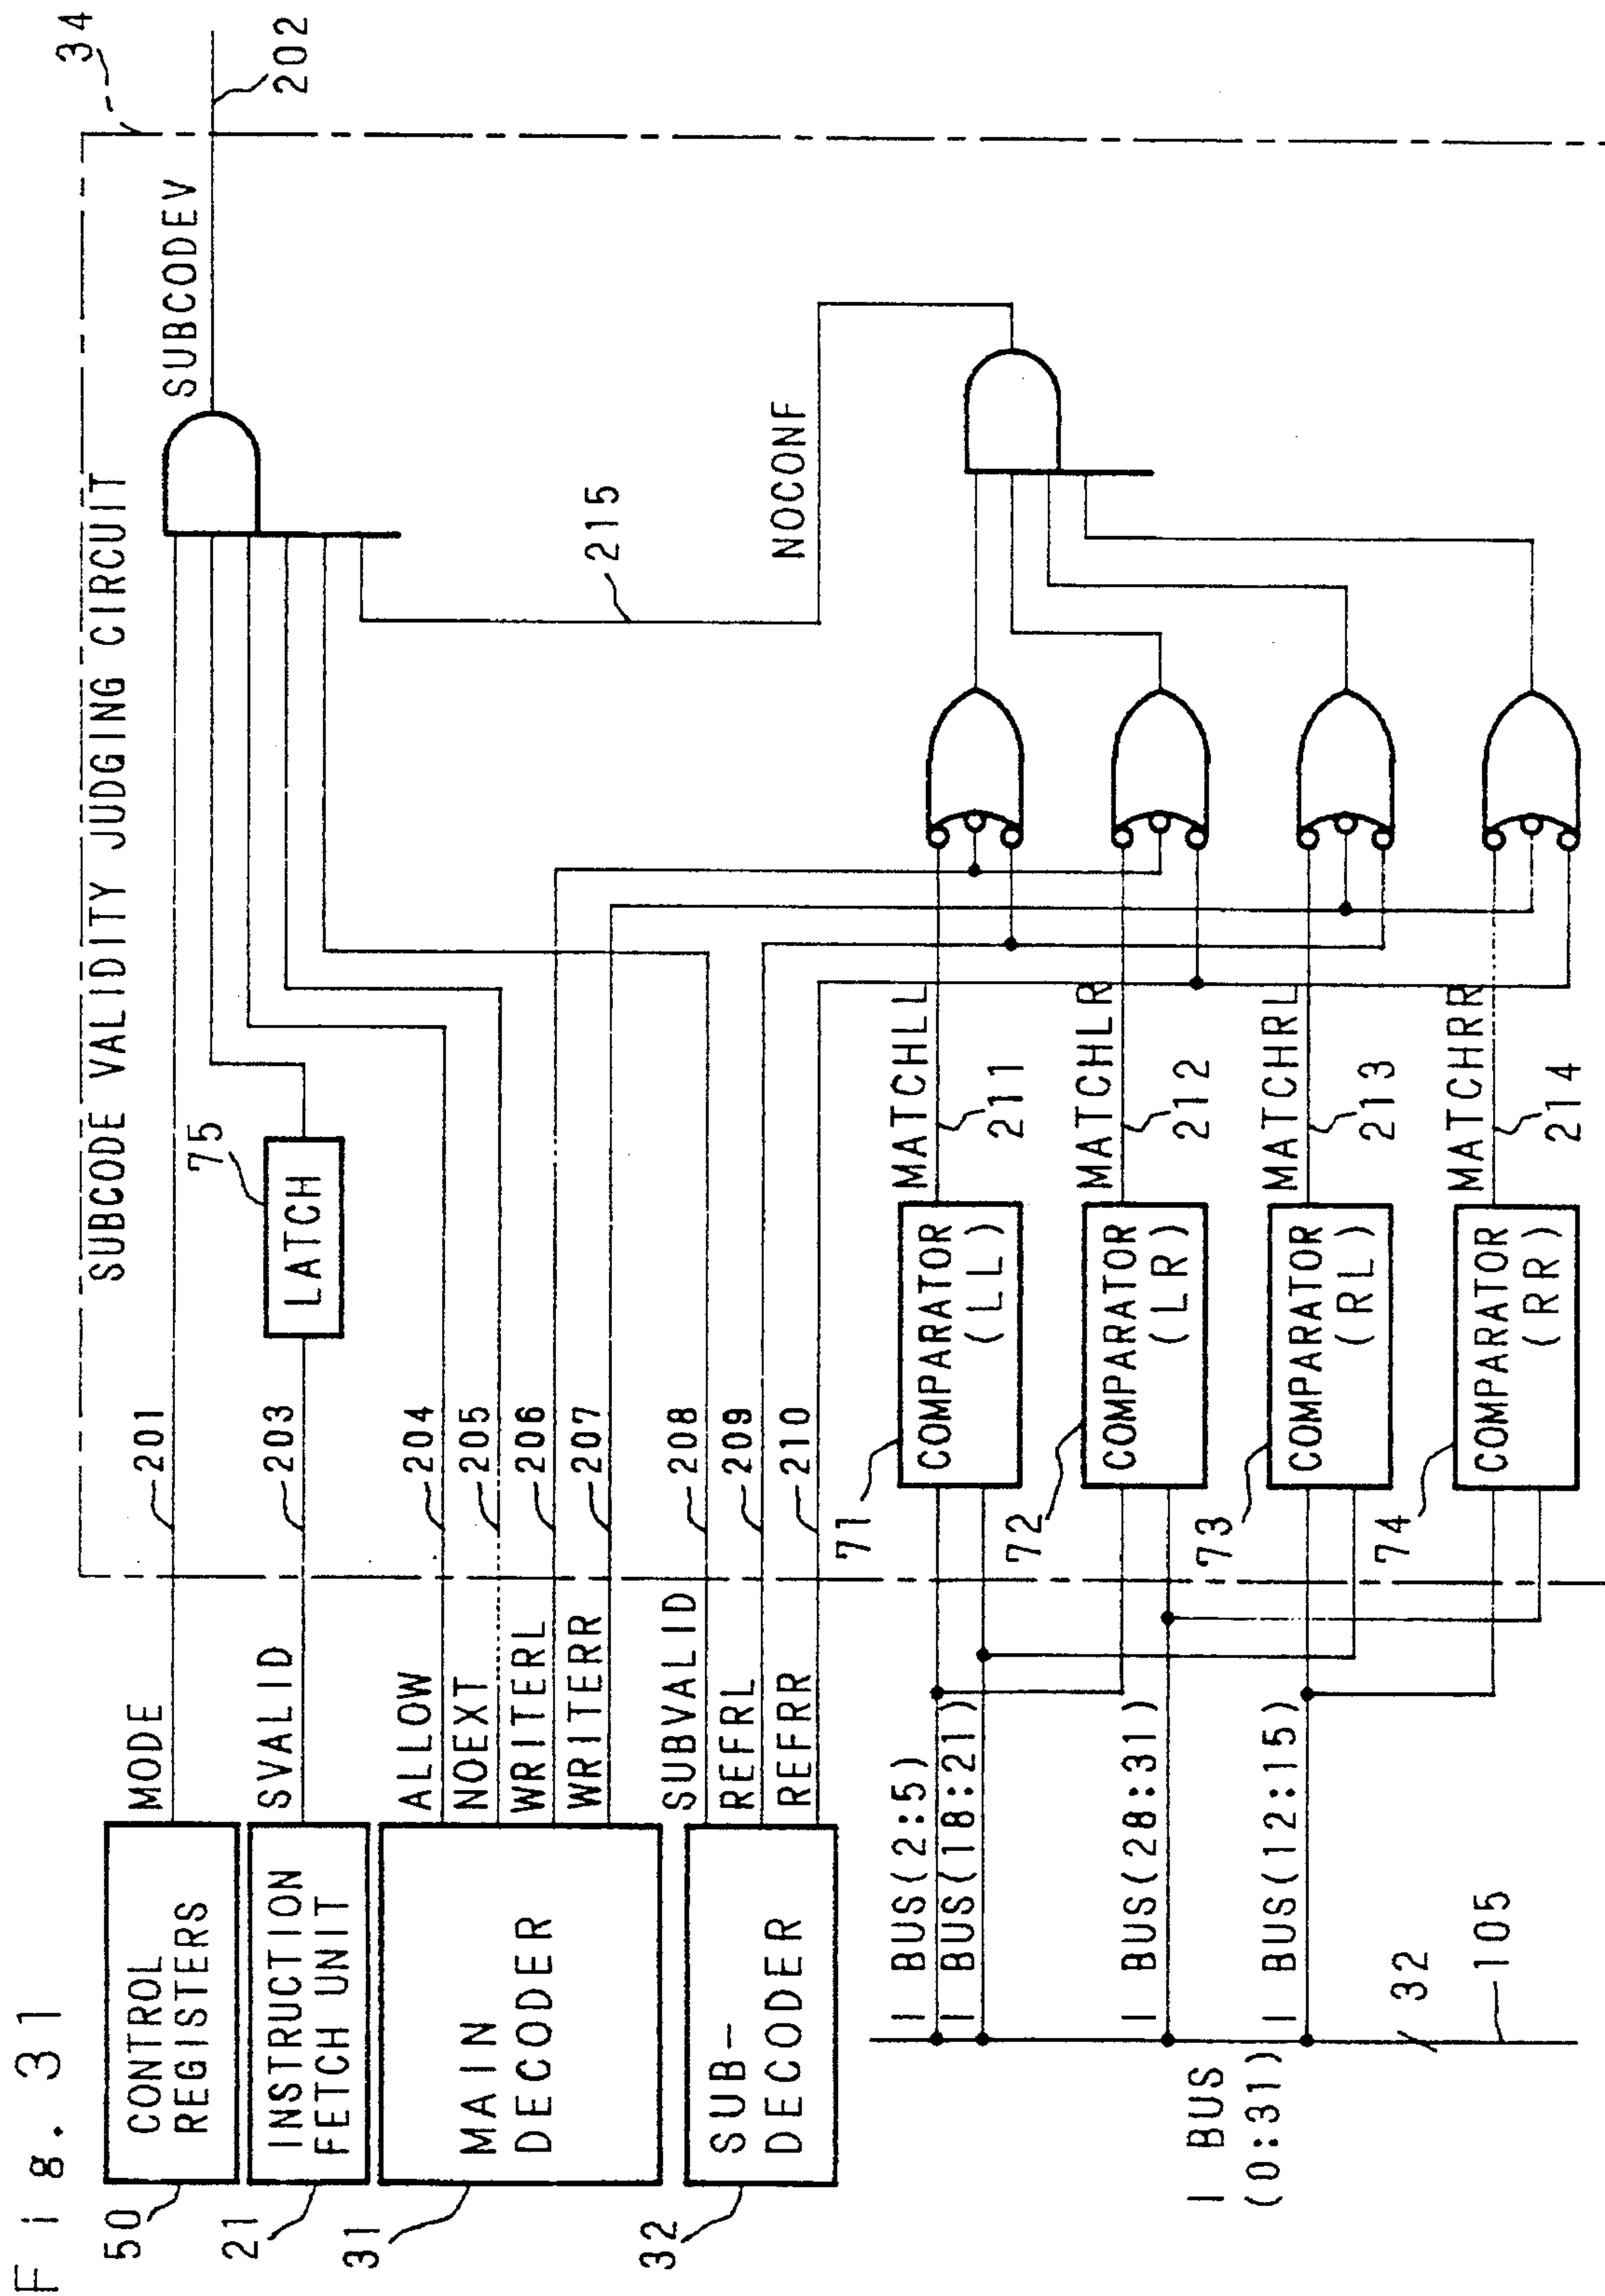 Fig. 31
34
SUBCODE VALIDITY JUDGING CIRCUIT
SUBCODEV
202
50
CONTROL
REGISTERS
MODE
201
21
INSTRUCTION
FETCH UNIT
SVALID
203
LATCH
75
31
MAIN
DECODER
ALLOW
204
NOEXT
205
WRITERL
206
WRITERR
207
32
SUB-
DECODER
SUBVALID
208
REFRL
209
REFRR
210
215
NOCONF
I BUS(2:5)
I BUS(18:21)
71
COMPARATOR
(LL)
MATCHLL
211
I BUS(28:31)
72
COMPARATOR
(LR)
MATCHLR
212
I BUS
(0:31)
I BUS(12:15)
73
COMPARATOR
(RL)
MATCHRL
213
32
105
74
COMPARATOR
(RR)
MATCHRR
214